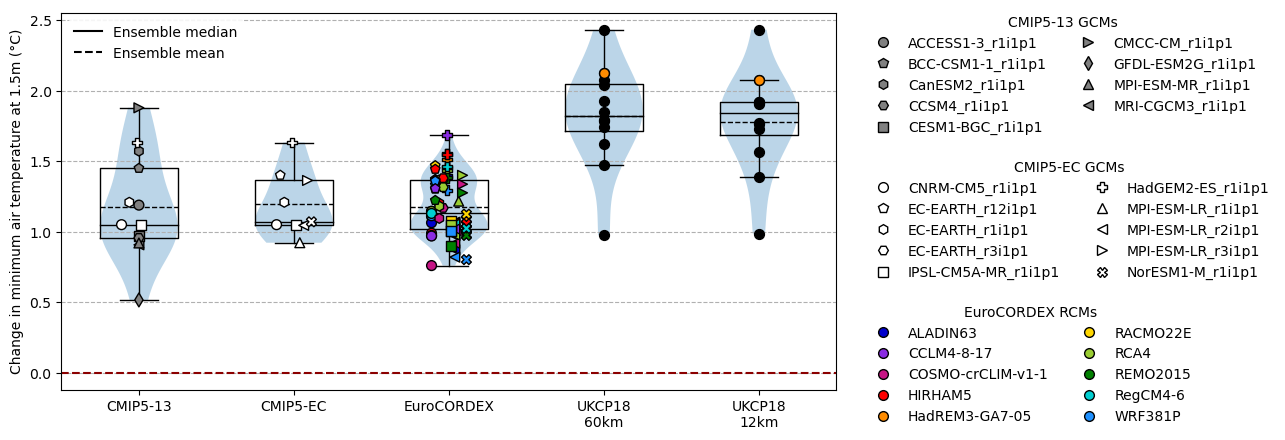 Change in minimum air temperature at 1.5m (°C)
2.5
2.0
1.5
1.0
0.5
0.0
Ensemble median
Ensemble mean
CMIP5-13
CMIP5-EC
EuroCORDEX
UKCP18
60km
UKCP18
12km
CMIP5-13 GCMs
ACCESS1-3_r1i1p1
BCC-CSM1-1_r1i1p1
CanESM2_r1i1p1
CCSM4_r1i1p1
CESM1-BGC_r1i1p1
CMCC-CM_r1i1p1
GFDL-ESM2G_r1i1p1
MPI-ESM-MR_r1i1p1
MRI-CGCM3_r1i1p1
CMIP5-EC GCMs
CNRM-CM5_r1i1p1
EC-EARTH_r12i1p1
EC-EARTH_r1i1p1
EC-EARTH_r3i1p1
IPSL-CM5A-MR_r1i1p1
HadGEM2-ES_r1i1p1
MPI-ESM-LR_r1i1p1
MPI-ESM-LR_r2i1p1
MPI-ESM-LR_r3i1p1
NorESM1-M_r1i1p1
EuroCORDEX RCMs
ALADIN63
CCLM4-8-17
COSMO-crCLIM-v1-1
HIRHAM5
HadREM3-GA7-05
RACMO22E
RCA4
REMO2015
RegCM4-6
WRF381P